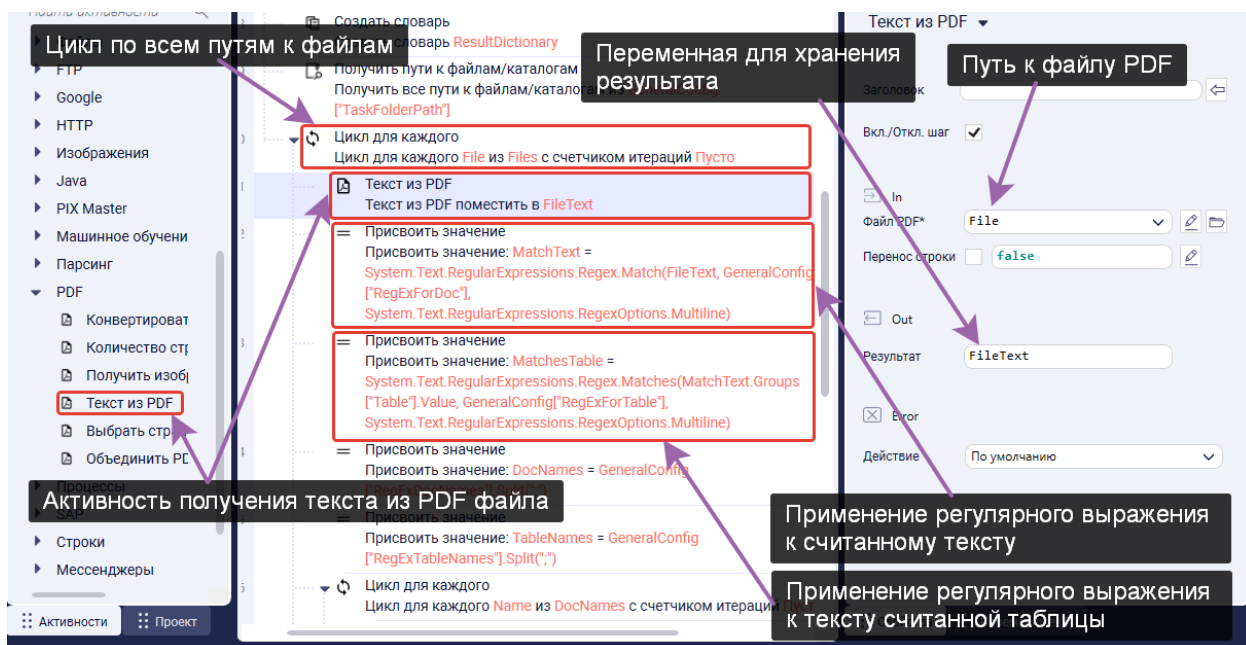 Найти активности
FTP
Google
HTTP
Изображения
Java
PIX Master
Машинное обучени
Парсинг
PDF
Конвертироват
Количество стр
Получить изоб
Текст из PDF
Выбрать стра
Объединить PD
Процессы
SAP
Строки
Мессенджеры
Активности
Проект
Цикл по всем путям к файлам
Активность получения текста из PDF файла
Создать словарь
словарь ResultDictionary
Получить пути к файлам/каталогам
Получить все пути к файлам/каталогам
["TaskFolderPath"]
Цикл для каждого
Цикл для каждого File из Files с счетчиком итераций Пусто
Текст из PDF
Текст из PDF поместить в FileText
Присвоить значение
Присвоить значение: MatchText =
System.Text.RegularExpressions.Regex.Match(FileText, GeneralConfig
["RegExForDoc"],
System.Text.RegularExpressions.RegexOptions.Multiline)
Присвоить значение
Присвоить значение: MatchesTable =
System.Text.RegularExpressions.Regex.Matches(MatchText.Groups
["Table"].Value, GeneralConfig["RegExForTable"],
System.Text.RegularExpressions.RegexOptions.Multiline)
Присвоить значение
Присвоить значение: DocNames = GeneralConfig
["RegExDocNames"].Split(";")
Присвоить значение
Присвоить значение: TableNames = GeneralConfig
["RegExTableNames"].Split(";")
Цикл для каждого
Цикл для каждого Name из DocNames с счетчиком итераций
Переменная для хранения
результата
Путь к файлу PDF
Текст из PDF
Заголовок
Вкл./Откл. шаг
In
Файл PDF*
File
Перенос строки
false
Out
Результат
FileText
Error
Действие
По умолчанию
Применение регулярного выражения
к считанному тексту
Применение регулярного выражения
к тексту считанной таблицы